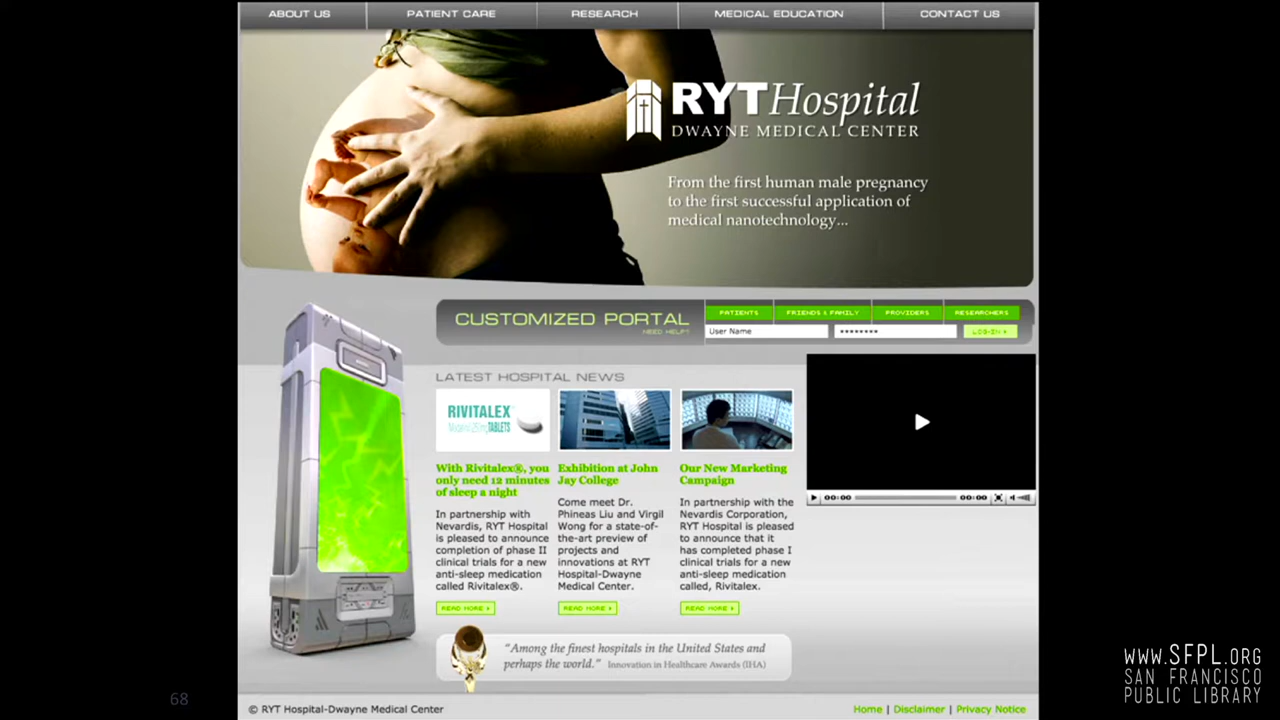 ABOUT US
PATIENT CARE
RESEARCH
MEDICAL EDUCATION
CONTACT US
RYTHospital
DWAYNE MEDICAL CENTER
From the first human male pregnancy
to the first successful application of
medical nanotechnology...
CUSTOMIZED PORTAL
NEED HELP?
PATIENTS
FRIENDS & FAMILY
PROVIDERS
RESEARCHERS
User Name
********
LOG-IN
LATEST HOSPITAL NEWS
RIVITALEX
TABLETS
With Rivitalex®, you
only need 12 minutes
of sleep a night
In partnership with
Nevardis, RYT Hospital
is pleased to announce
completion of phase II
clinical trials for a new
anti-sleep medication
called Rivitalex®.
READ MORE
Exhibition at John
Jay College
Come meet Dr.
Phineas Liu and Virgil
Wong for a state-of-
the-art preview of
projects and
innovations at RYT
Hospital-Dwayne
Medical Center.
READ MORE
Our New Marketing
Campaign
In partnership with the
Nevardis Corporation,
RYT Hospital is pleased
to announce that it
has completed phase I
clinical trials for a new
anti-sleep medication
called, Rivitalex.
READ MORE
00:00
00:00
"Among the finest hospitals in the United States and
perhaps the world." Innovation in Healthcare Awards (IHA)
© RYT Hospital-Dwayne Medical Center
Home | Disclaimer | Privacy Notice
68
WWW.SFPL.ORG
SAN FRANCISCO
PUBLIC LIBRARY